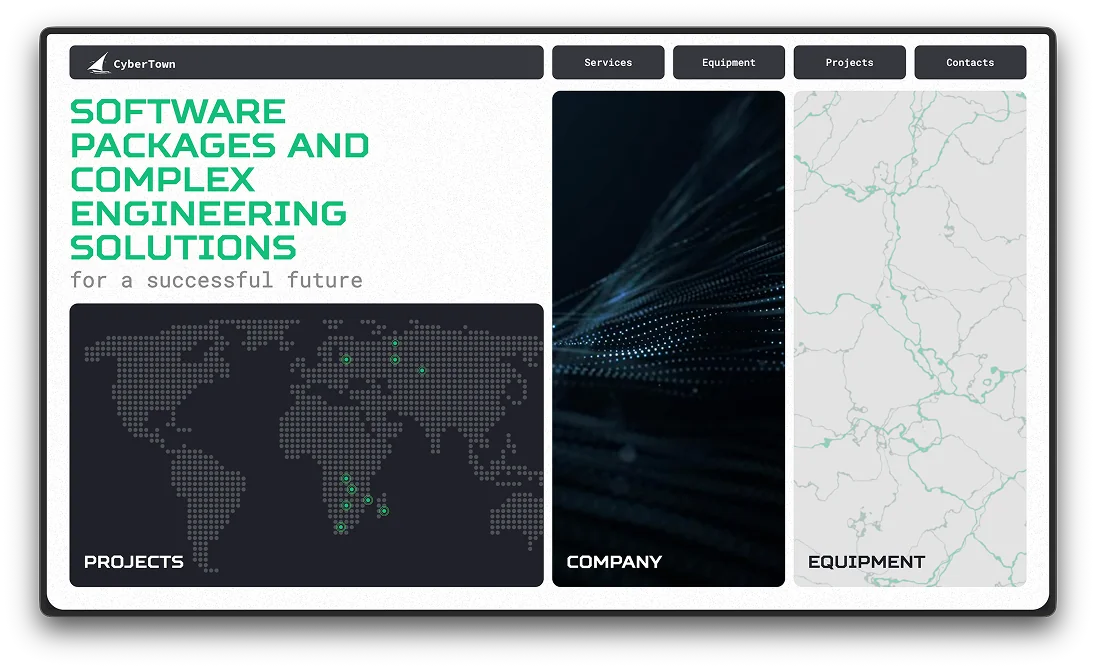 CyberTown
Services
Equipment
Projects
Contacts
SOFTWARE
PACKAGES AND
COMPLEX
ENGINEERING
SOLUTIONS
for a successful future
PROJECTS
COMPANY
EQUIPMENT